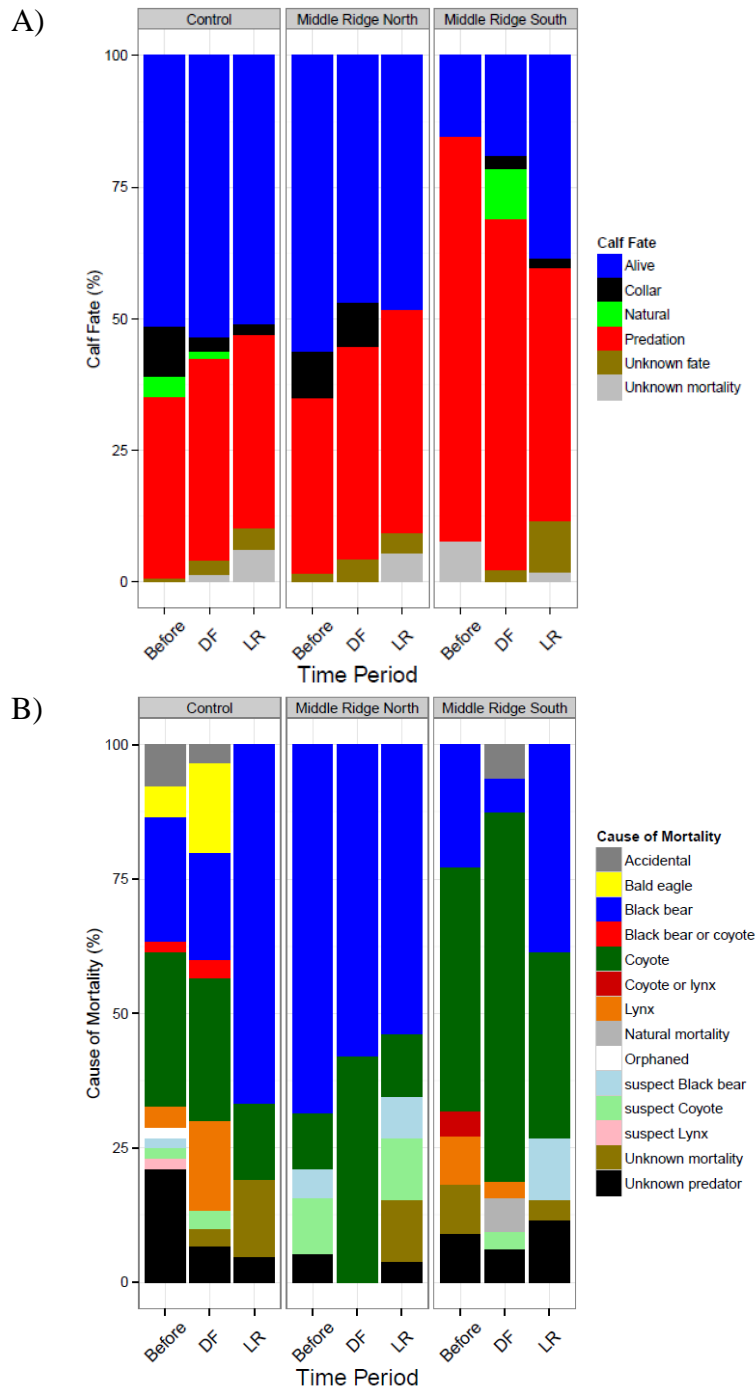 A)
Control
Middle Ridge North
Middle Ridge South
100
75
50
25
0
Calf Fate (%)
Before
DF
LR
Before
DF
LR
Before
DF
LR
Time Period
Calf Fate
Alive
Collar
Natural
Predation
Unknown fate
Unknown mortality
B)
Control
Middle Ridge North
Middle Ridge South
100
75
50
25
0
Cause of Mortality (%)
Before
DF
LR
Before
DF
LR
Before
DF
LR
Time Period
Cause of Mortality
Accidental
Bald eagle
Black bear
Black bear or coyote
Coyote
Coyote or lynx
Lynx
Natural mortality
Orphaned
suspect Black bear
suspect Coyote
suspect Lynx
Unknown mortality
Unknown predator